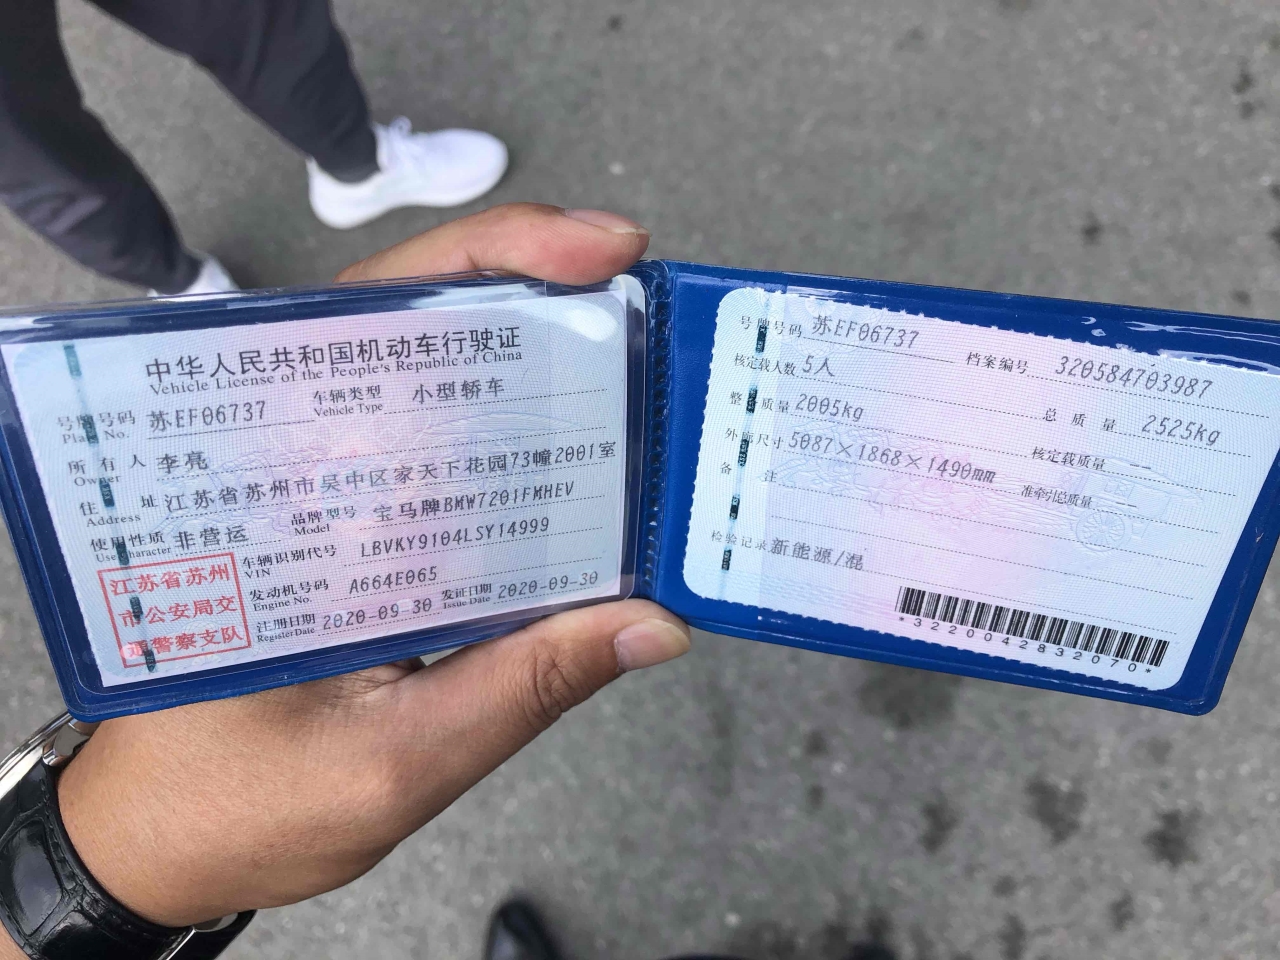 中华人民共和国机动车行驶证
Vehicle License of the People's Republic of China
号牌号码 苏EF06737 车辆类型 小型轿车
Plate No. Vehicle Type
所有人 李亮
Owner
住址 江苏省苏州市吴中区家天下花园73幢2001室
Address
使用性质 非营运 品牌型号 宝马牌BMW7201FMHEV
Use Character Model
车辆识别代号 LBVKY9104LSY14999
VIN
发动机号码 A664E065
Engine No.
注册日期 2020-09-30 发证日期 2020-09-30
Register Date Issue Date
江苏省苏州
市公安局交
通警察支队
号牌号码 苏EF06737 档案编号 320584703987
核定载人数 5人 总质量 2525kg
整备质量 2005kg 核定载质量 --
外廓尺寸 5087×1868×1490mm 准牵引总质量 --
备注
检验记录 新能源/混
*3220042832070*